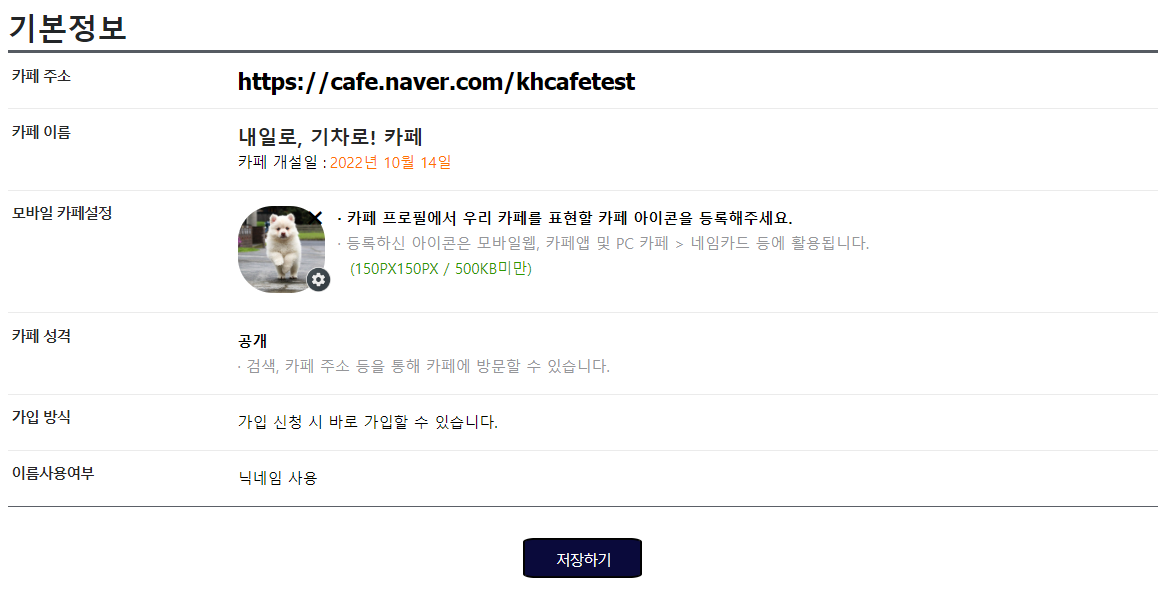 기본정보
카페 주소
https://cafe.naver.com/khcafetest
카페 이름
내일로, 기차로! 카페
카페 개설일 : 2022년 10월 14일
모바일 카페설정
· 카페 프로필에서 우리 카페를 표현할 카페 아이콘을 등록해주세요.
· 등록하신 아이콘은 모바일웹, 카페앱 및 PC 카페 > 네임카드 등에 활용됩니다.
(150PX150PX / 500KB미만)
카페 성격
공개
· 검색, 카페 주소 등을 통해 카페에 방문할 수 있습니다.
가입 방식
가입 신청 시 바로 가입할 수 있습니다.
이름사용여부
닉네임 사용
저장하기